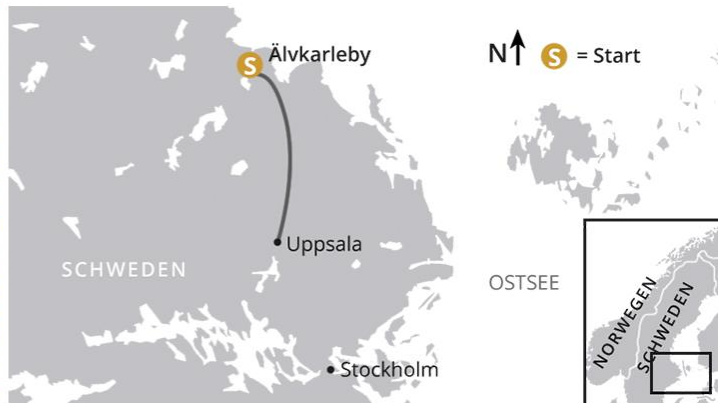 S Älvkarleby
N S = Start
Uppsala
SCHWEDEN
OSTSEE
NORWEGEN
SCHWEDEN
Stockholm